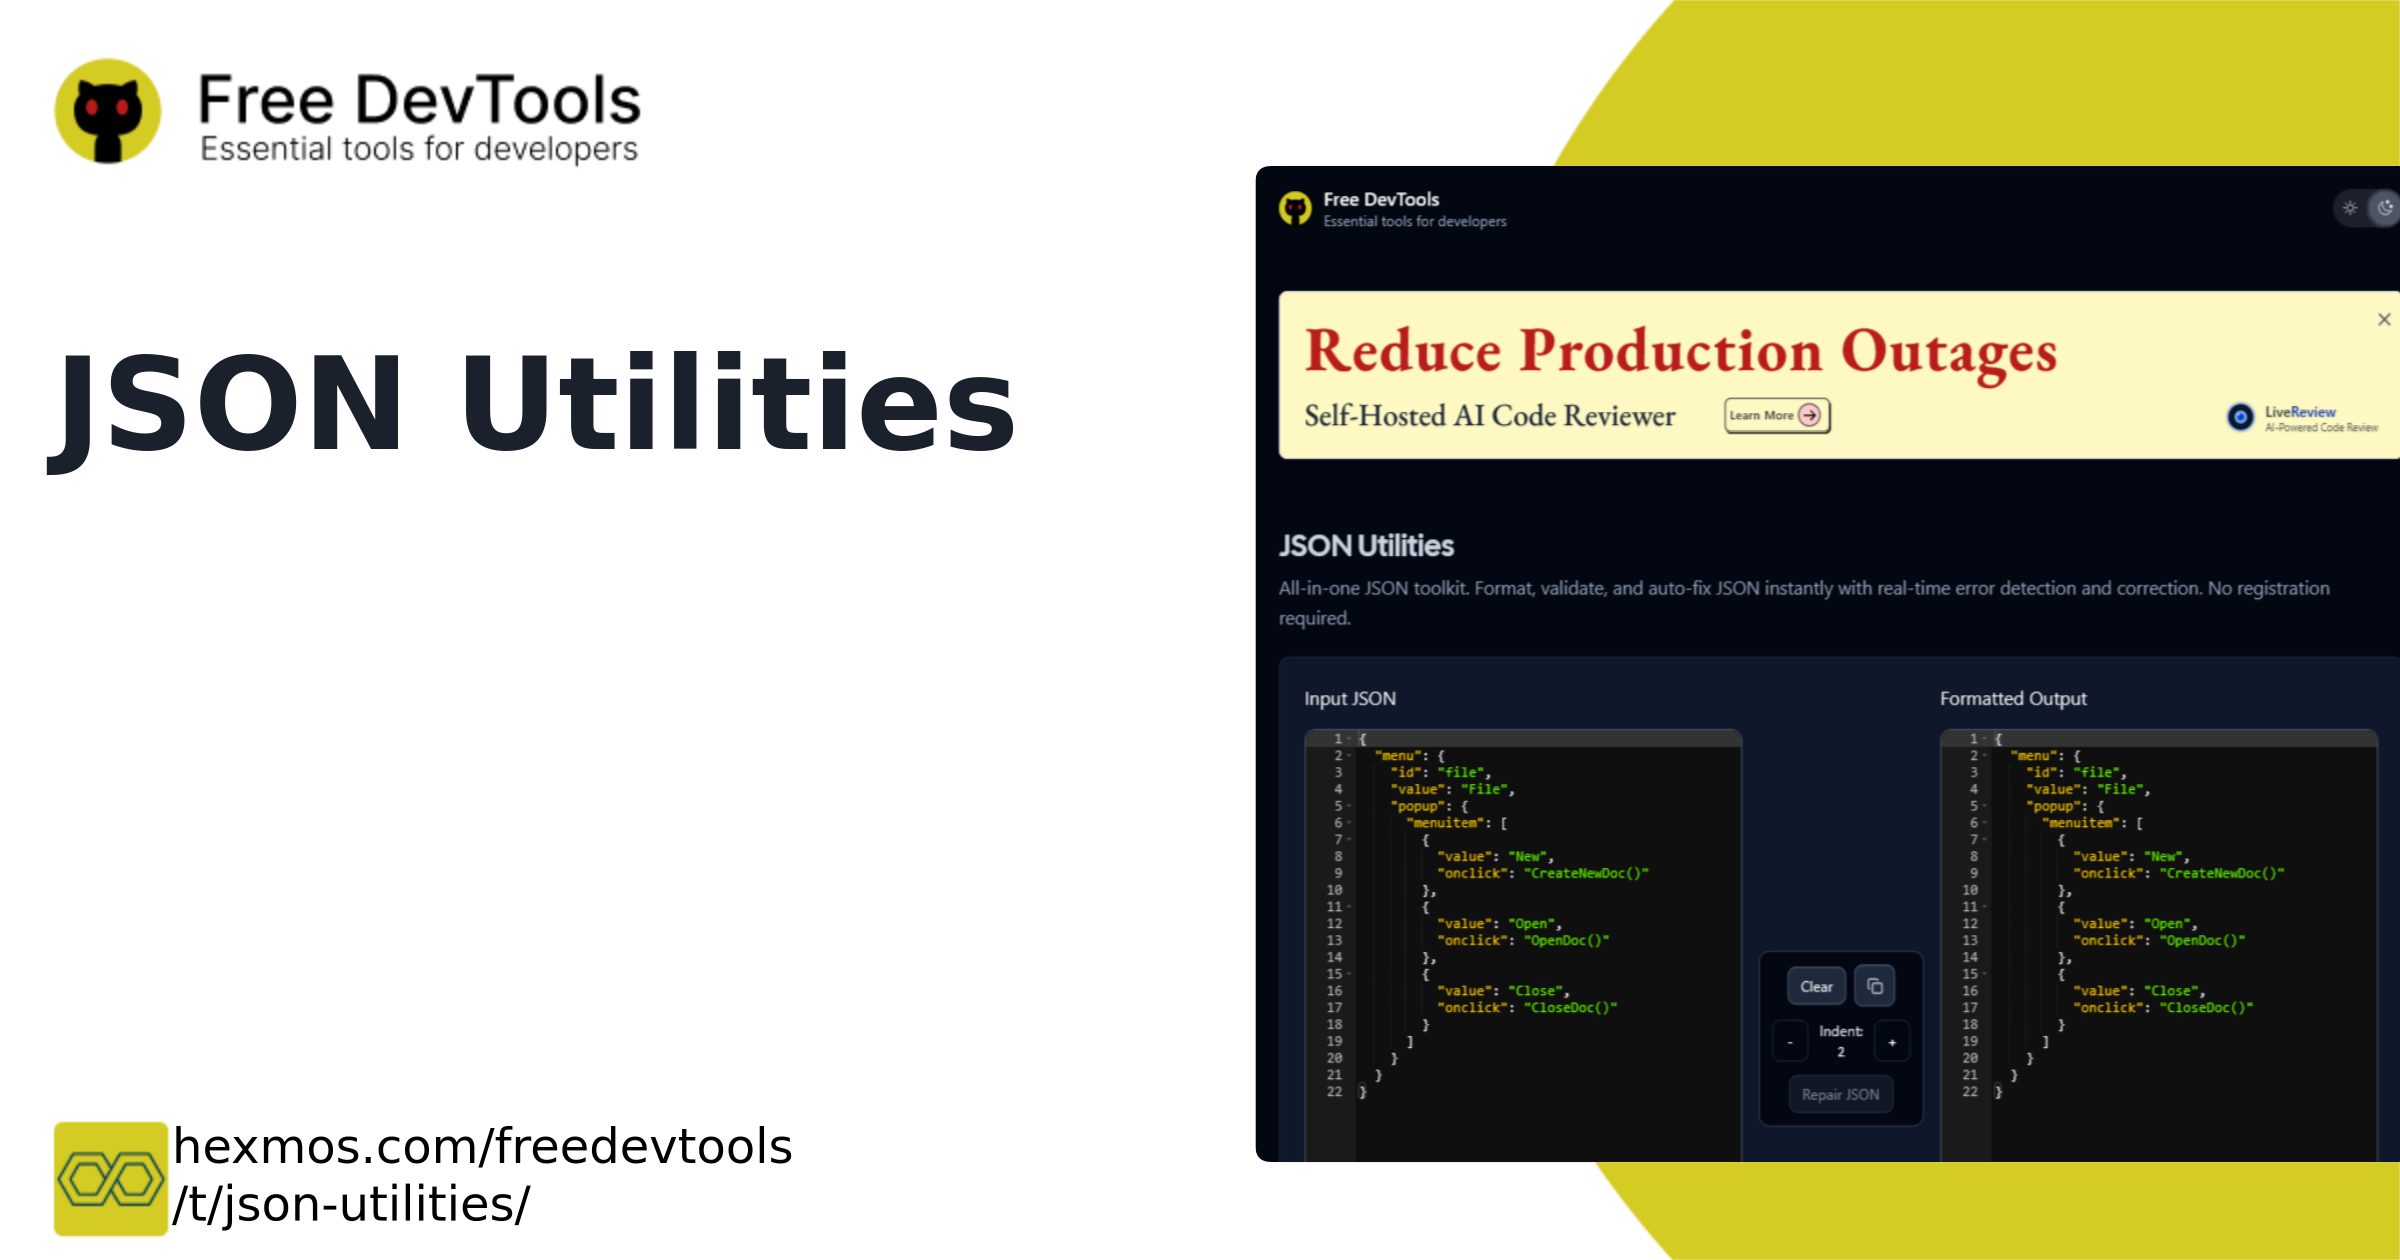 Free DevTools
Essential tools for developers
JSON Utilities
hexmos.com/freedevtools
/t/json-utilities/
Free DevTools
Essential tools for developers
Reduce Production Outages
Self-Hosted AI Code Reviewer
Learn More
LiveReview
AI-Powered Code Review
JSON Utilities
All-in-one JSON toolkit. Format, validate, and auto-fix JSON instantly with real-time error detection and correction. No registration
required.
Input JSON
1 {
2 "menu": {
3 "id": "file",
4 "value": "File",
5 "popup": {
6 "menuitem": [
7 {
8 "value": "New",
9 "onclick": "CreateNewDoc()"
10 },
11 {
12 "value": "Open",
13 "onclick": "OpenDoc()"
14 },
15 {
16 "value": "Close",
17 "onclick": "CloseDoc()"
18 }
19 ]
20 }
21 }
22 }
Clear
Indent:
- 2 +
Repair JSON
Formatted Output
1 {
2 "menu": {
3 "id": "file",
4 "value": "File",
5 "popup": {
6 "menuitem": [
7 {
8 "value": "New",
9 "onclick": "CreateNewDoc()"
10 },
11 {
12 "value": "Open",
13 "onclick": "OpenDoc()"
14 },
15 {
16 "value": "Close",
17 "onclick": "CloseDoc()"
18 }
19 ]
20 }
21 }
22 }